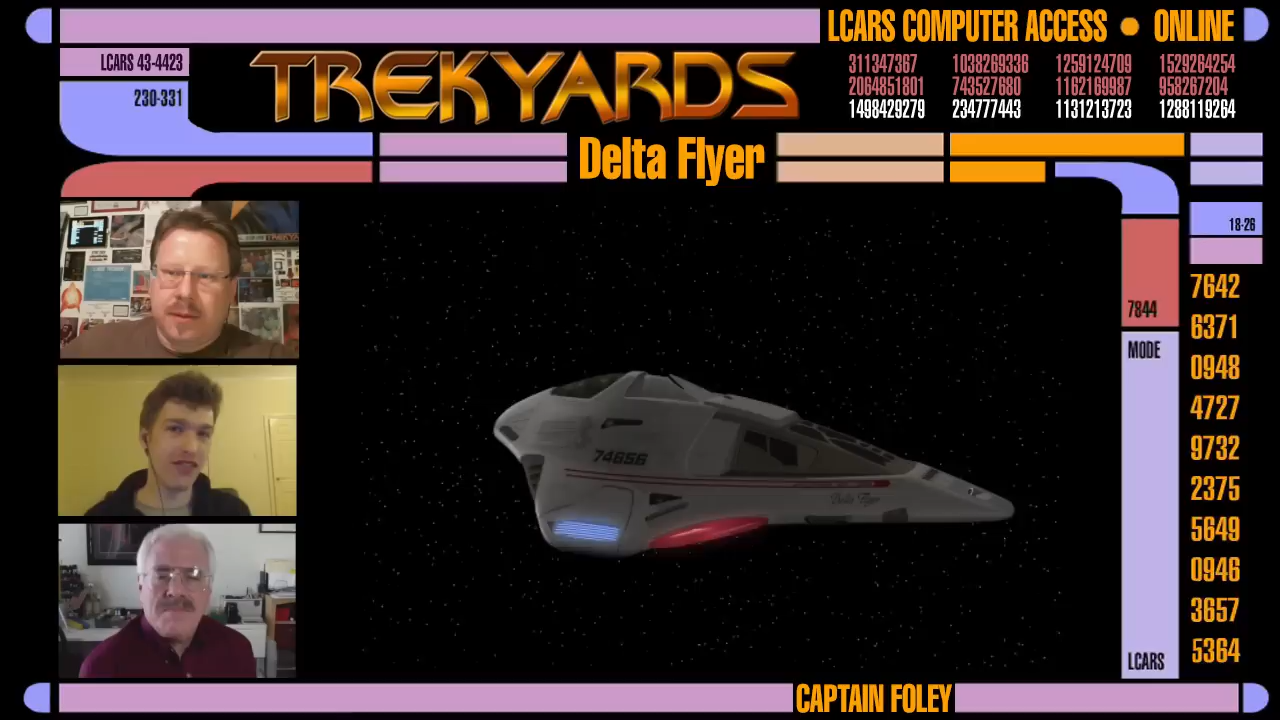 LCARS COMPUTER ACCESS • ONLINE
LCARS 43-4423
230-331
TREKYARDS
311347367 1038269336 1259124709 1529264254
2064851801 743527680 1162169987 958267204
1498429279 234777443 1131213723 1288119264
Delta Flyer
18-26
7844
MODE
7642
6371
0948
4727
9732
2375
5649
0946
3657
5364
74656
Delta Flyer
LCARS
CAPTAIN FOLEY